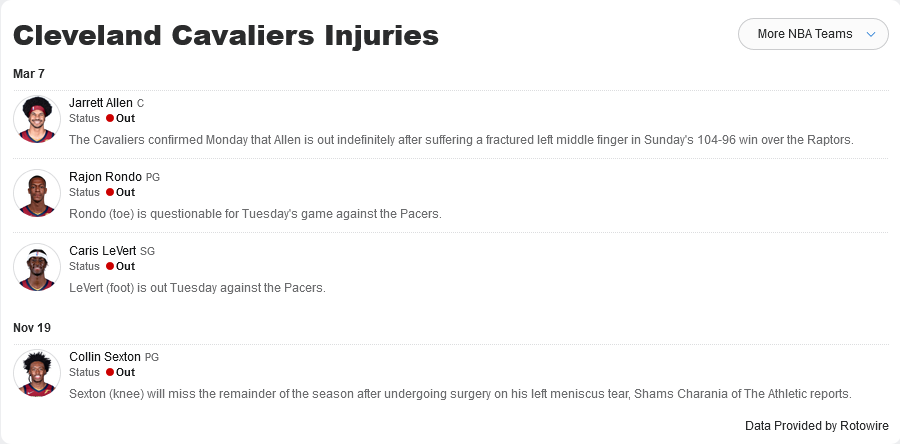 Cleveland Cavaliers Injuries
More NBA Teams
Mar 7
Jarrett Allen C
Status Out
The Cavaliers confirmed Monday that Allen is out indefinitely after suffering a fractured left middle finger in Sunday's 104-96 win over the Raptors.
Rajon Rondo PG
Status Out
Rondo (toe) is questionable for Tuesday's game against the Pacers.
Caris LeVert SG
Status Out
LeVert (foot) is out Tuesday against the Pacers.
Nov 19
Collin Sexton PG
Status Out
Sexton (knee) will miss the remainder of the season after undergoing surgery on his left meniscus tear, Shams Charania of The Athletic reports.
Data Provided by Rotowire